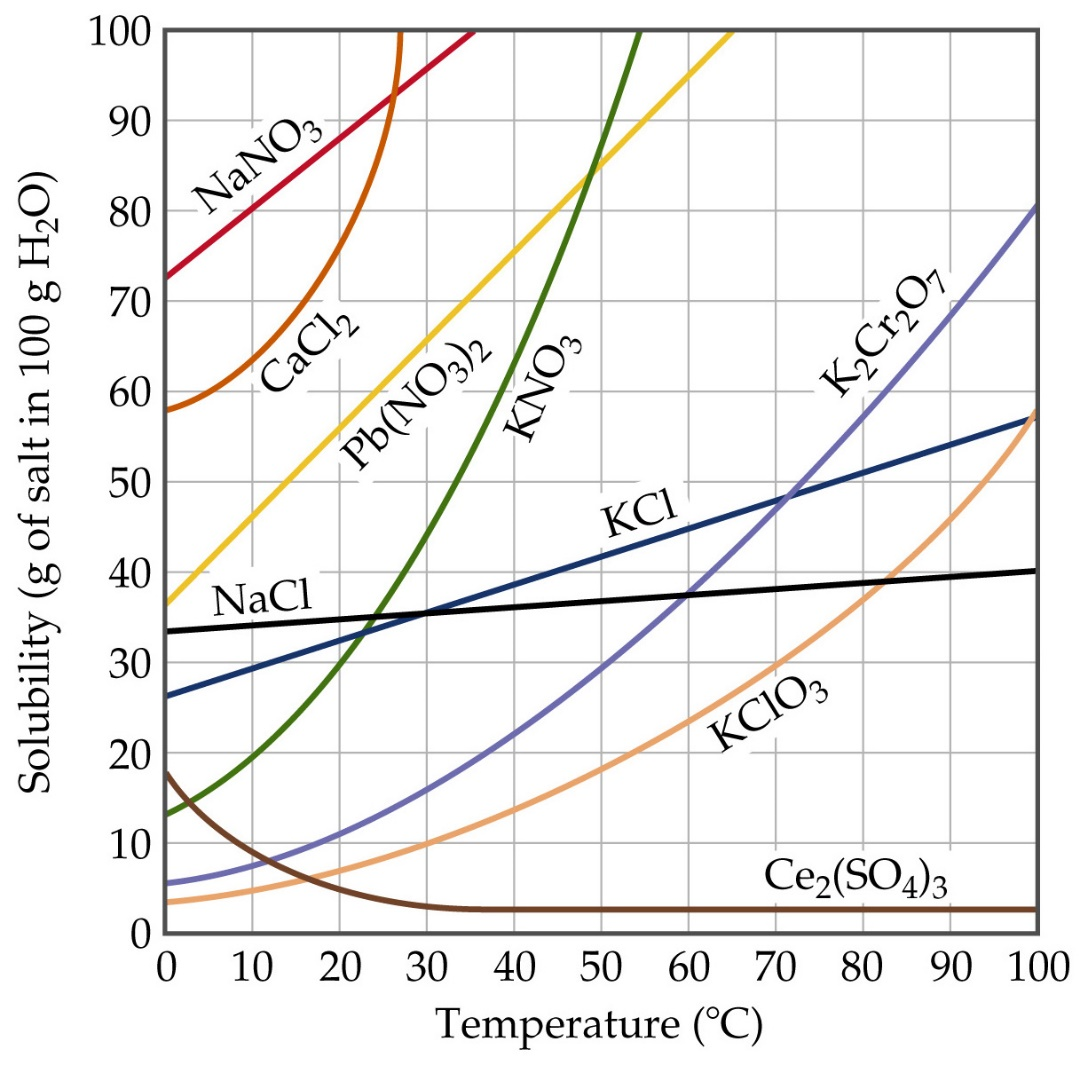 100
90
80
70
60
50
40
30
20
10
0
Solubility (g of salt in 100 g H₂O)
NaNO₃
CaCl₂
Pb(NO₃)₂
KNO₃
K₂Cr₂O₇
KCl
NaCl
KClO₃
Ce₂(SO₄)₃
0 10 20 30 40 50 60 70 80 90 100
Temperature (°C)